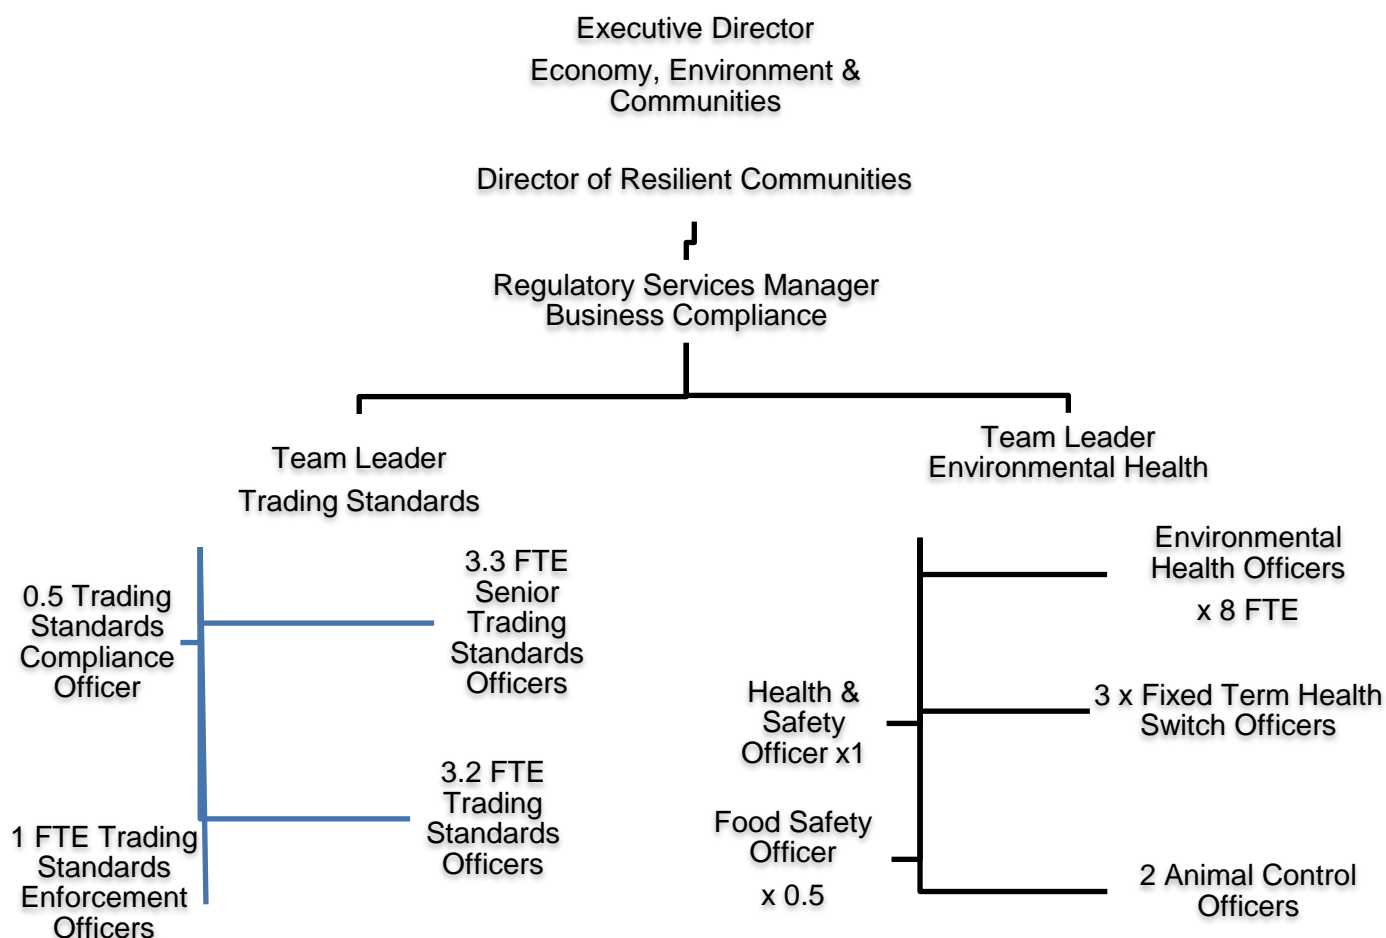 Executive Director
Economy, Environment &
Communities
Director of Resilient Communities
Regulatory Services Manager
Business Compliance
Team Leader
Trading Standards
Team Leader
Environmental Health
0.5 Trading
Standards
Compliance
Officer
3.3 FTE
Senior
Trading
Standards
Officers
1 FTE Trading
Standards
Enforcement
Officers
3.2 FTE
Trading
Standards
Officers
Environmental
Health Officers
x 8 FTE
Health &
Safety
Officer x1
3 x Fixed Term Health
Switch Officers
Food Safety
Officer
x 0.5
2 Animal Control
Officers